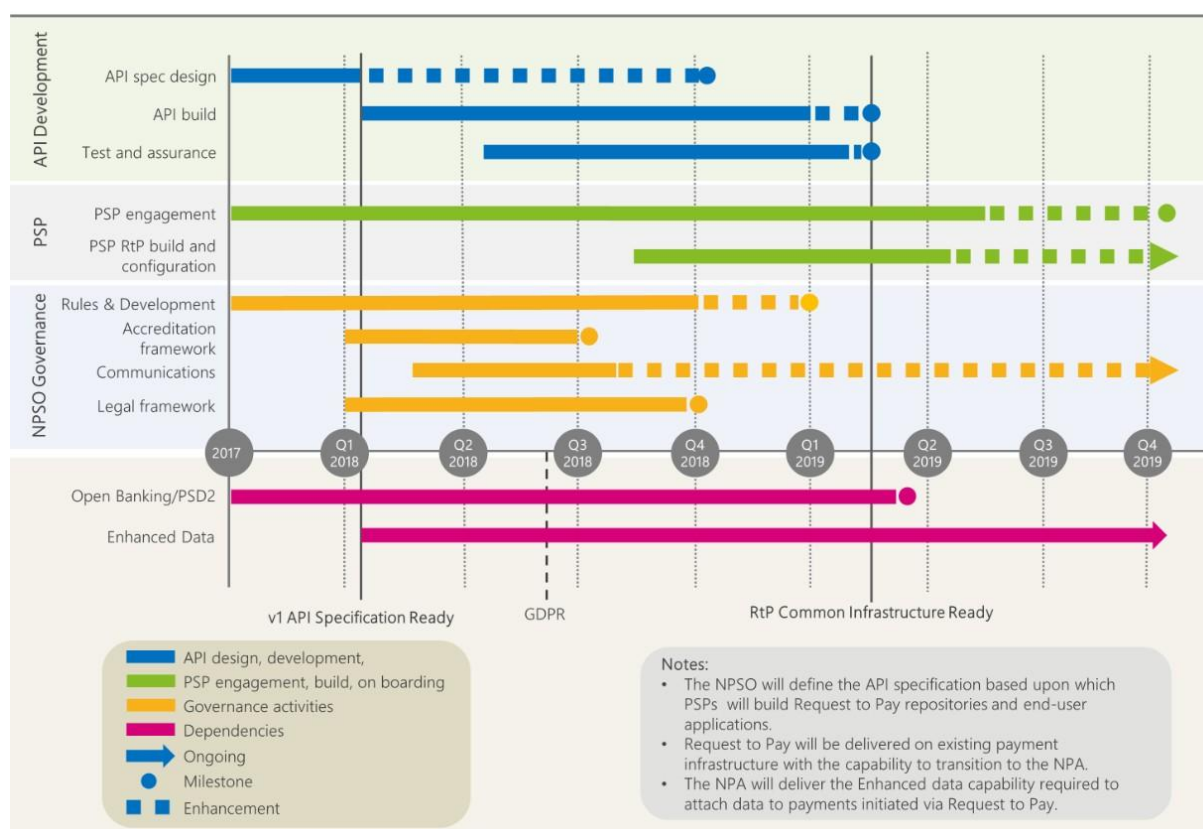 API Development
API spec design
API build
Test and assurance
PSP
PSP engagement
PSP RtP build and
configuration
NPSO Governance
Rules & Development
Accreditation
framework
Communications
Legal framework
2017
Q1
2018
Q2
2018
Q3
2018
Q4
2018
Q1
2019
Q2
2019
Q3
2019
Q4
2019
Open Banking/PSD2
Enhanced Data
v1 API Specification Ready
GDPR
RtP Common Infrastructure Ready
API design, development,
PSP engagement, build, on boarding
Governance activities
Dependencies
Ongoing
Milestone
Enhancement
Notes:
• The NPSO will define the API specification based upon which
PSPs will build Request to Pay repositories and end-user
applications.
• Request to Pay will be delivered on existing payment
infrastructure with the capability to transition to the NPA.
• The NPA will deliver the Enhanced data capability required to
attach data to payments initiated via Request to Pay.